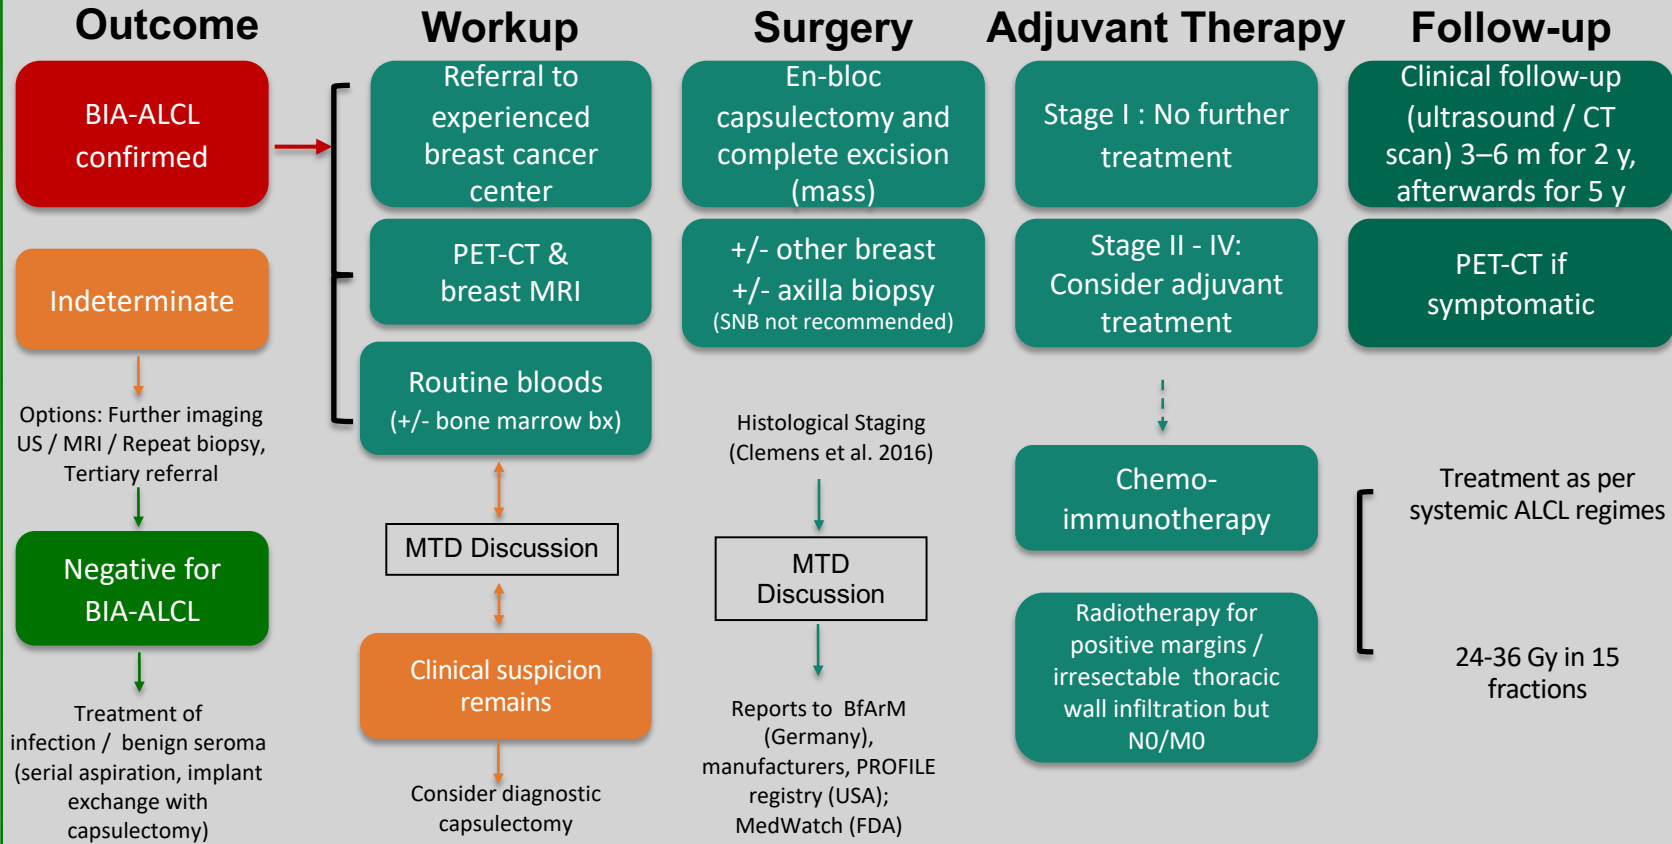 Outcome
BIA-ALCL
confirmed
Indeterminate
Options: Further imaging
US / MRI / Repeat biopsy,
Tertiary referral
Negative for
BIA-ALCL
Treatment of
infection / benign seroma
(serial aspiration, implant
exchange with
capsulectomy)
Workup
Referral to
experienced
breast cancer
center
PET-CT &
breast MRI
Routine bloods
(+/- bone marrow bx)
MTD Discussion
Clinical suspicion
remains
Consider diagnostic
capsulectomy
Surgery
En-bloc
capsulectomy and
complete excision
(mass)
+/- other breast
+/- axilla biopsy
(SNB not recommended)
Histological Staging
(Clemens et al. 2016)
MTD
Discussion
Reports to BfArM
(Germany),
manufacturers, PROFILE
registry (USA);
MedWatch (FDA)
Adjuvant Therapy
Stage I : No further
treatment
Stage II - IV:
Consider adjuvant
treatment
Chemo-
immunotherapy
Radiotherapy for
positive margins /
irresectable thoracic
wall infiltration but
N0/M0
Follow-up
Clinical follow-up
(ultrasound / CT
scan) 3–6 m for 2 y,
afterwards for 5 y
PET-CT if
symptomatic
Treatment as per
systemic ALCL regimes
24-36 Gy in 15
fractions